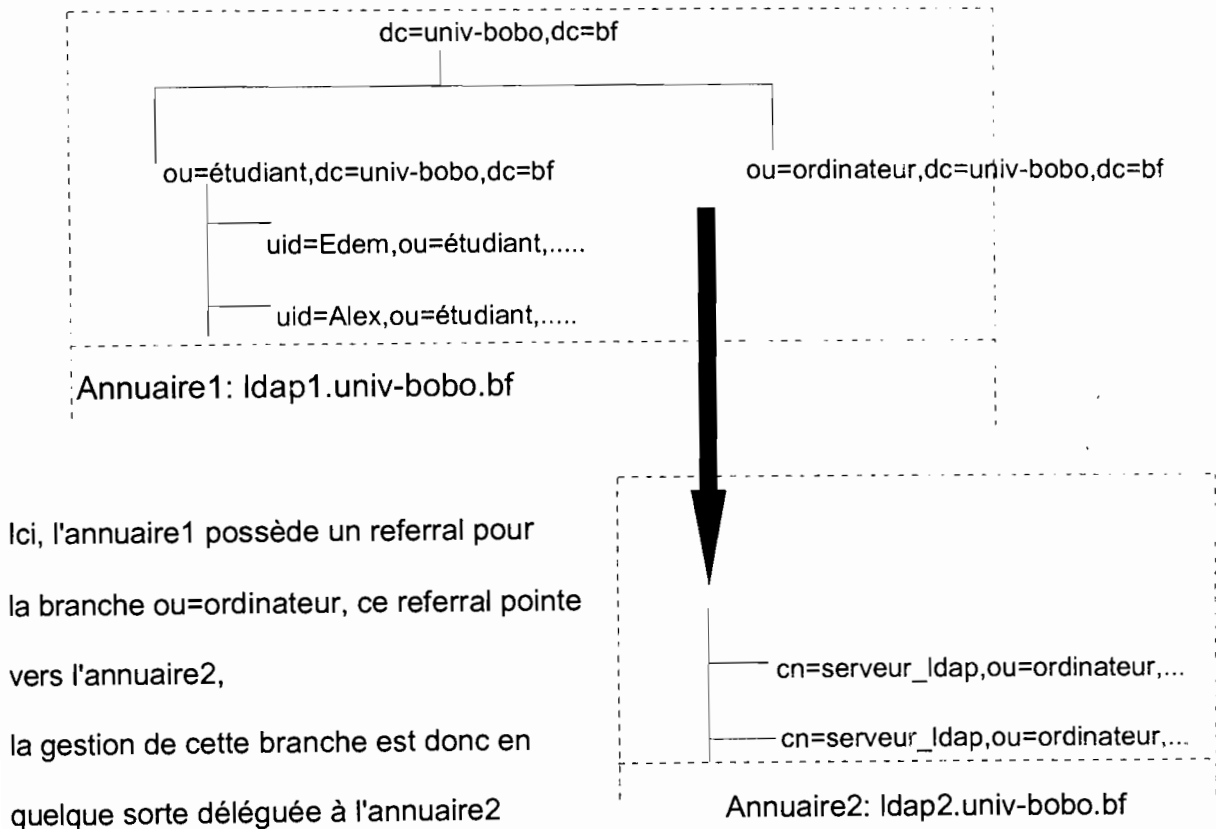 dc=univ-bobo,dc=bf
ou=étudiant,dc=univ-bobo,dc=bf
ou=ordinateur,dc=univ-bobo,dc=bf
uid=Edem,ou=étudiant,.....
uid=Alex,ou=étudiant,.....
Annuaire1: ldap1.univ-bobo.bf
Ici, l'annuaire1 possède un referral pour
la branche ou=ordinateur, ce referral pointe
vers l'annuaire2,
la gestion de cette branche est donc en
quelque sorte déléguée à l'annuaire2
cn=serveur_ldap,ou=ordinateur,...
cn=serveur_ldap,ou=ordinateur,...
Annuaire2: ldap2.univ-bobo.bf